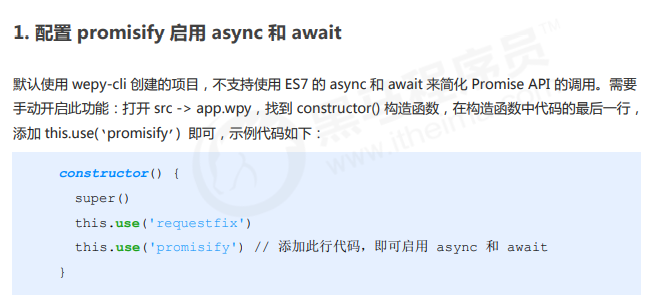 1. 配置 promisify 启用 async 和 await
默认使用 wepy-cli 创建的项目，不支持使用 ES7 的 async 和 await 来简化 Promise API 的调用。需要
手动开启此功能：打开 src -> app.wpy，找到 constructor() 构造函数，在构造函数中代码的最后一行，
添加 this.use('promisify') 即可，示例代码如下：
constructor() {
super()
this.use('requestfix')
this.use('promisify') // 添加此行代码，即可启用 async 和 await
}